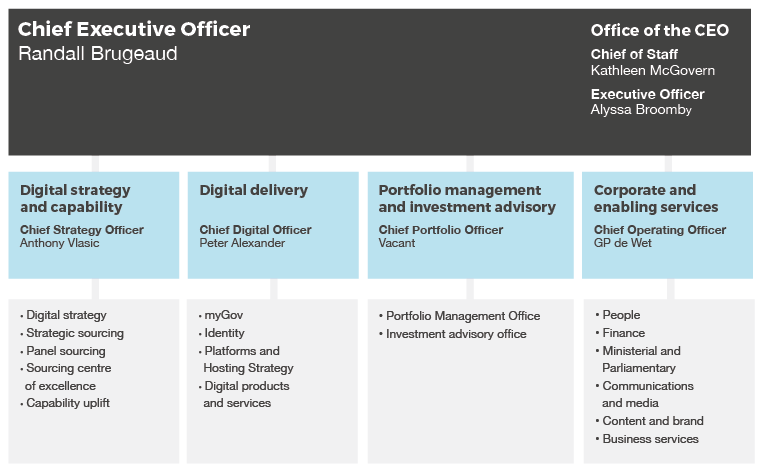 Chief Executive Officer
Randall Brugeaud
Office of the CEO
Chief of Staff
Kathleen McGovern
Executive Officer
Alyssa Broomby
Digital strategy
and capability
Chief Strategy Officer
Anthony Vlasic
Digital delivery
Chief Digital Officer
Peter Alexander
Portfolio management
and investment advisory
Chief Portfolio Officer
Vacant
Corporate and
enabling services
Chief Operating Officer
GP de Wet
• Digital strategy
• Strategic sourcing
• Panel sourcing
• Sourcing centre
of excellence
• Capability uplift
• myGov
• Identity
• Platforms and
Hosting Strategy
• Digital products
and services
• Portfolio Management Office
• Investment advisory office
• People
• Finance
• Ministerial and
Parliamentary
• Communications
and media
• Content and brand
• Business services